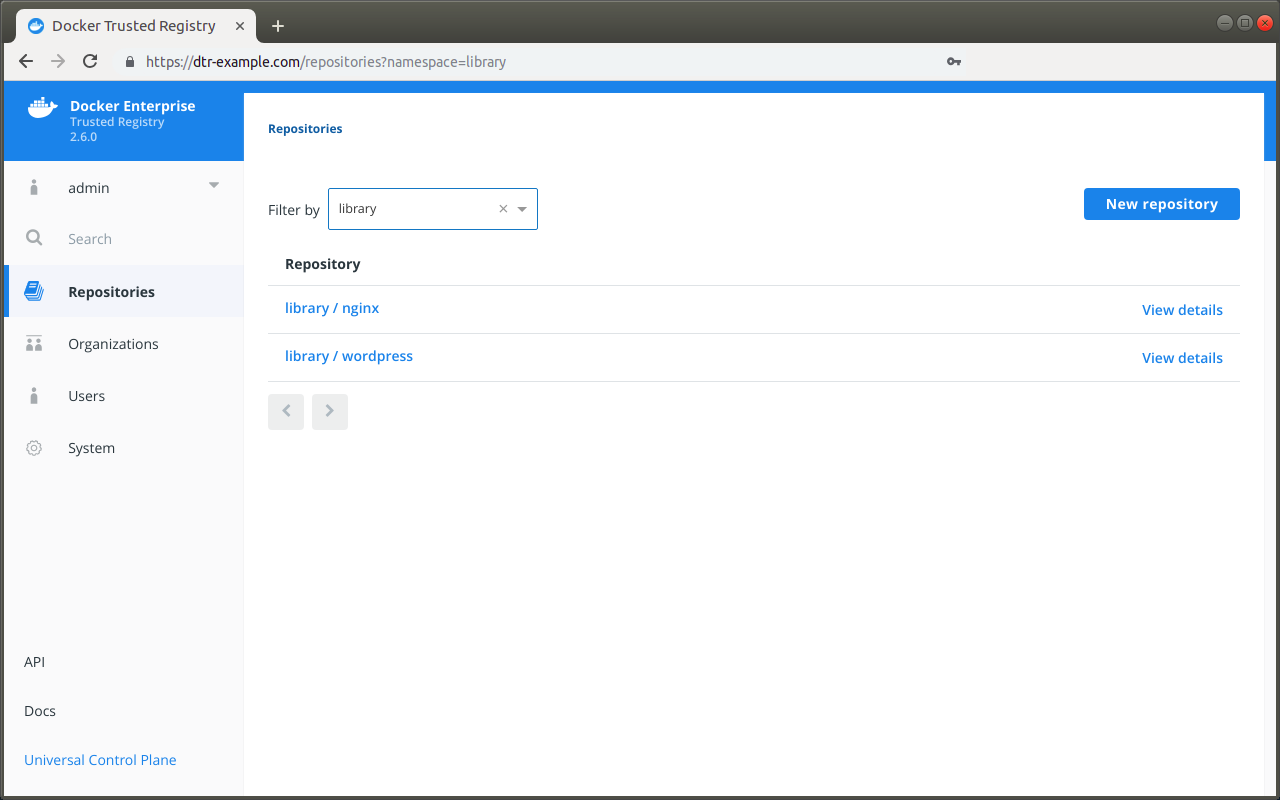 Docker Trusted Registry
https://dtr-example.com/repositories?namespace=library
Docker Enterprise
Trusted Registry
2.6.0
admin
Search
Repositories
Organizations
Users
System
API
Docs
Universal Control Plane
Repositories
Filter by library
New repository
Repository
library / nginx View details
library / wordpress View details